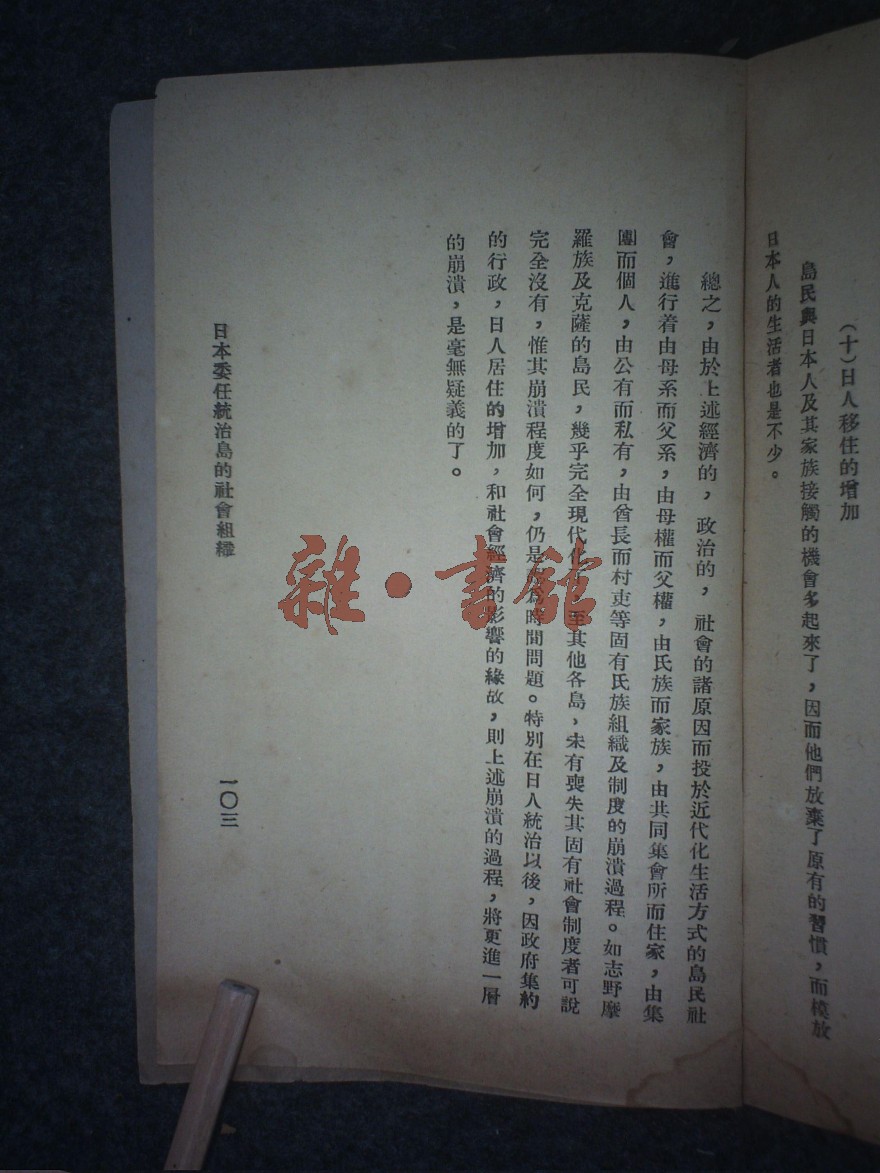 (十)日人移住的增加
島民與日本人及其家族接觸的機會多起來了，因而他們放棄了原有的習慣，而模放
日本人的生活者也是不少。
總之，由於上述經濟的，政治的，社會的諸原因而投於近代化生活方式的島民社
會，進行着由母系而父系，由母權而父權，由氏族而家族，由共同集會所而住家，由集
團而個人，由公有而私有，由酋長而村吏等固有氏族組織及制度的崩潰過程。如志野靡
羅族及克薩的島民，幾乎完全現代化，至其他各島，未有喪失其固有社會制度者可說
完全沒有，惟其崩潰程度如何，仍是時間問題。特別在日人統治以後，因政府集約
的行政，日人居住的增加，和社會經濟的影響的緣故，則上述崩潰的過程，將更進一層
的崩潰，是毫無疑義的了。
日本委任統治島的社會組織
一〇三
雜·書館